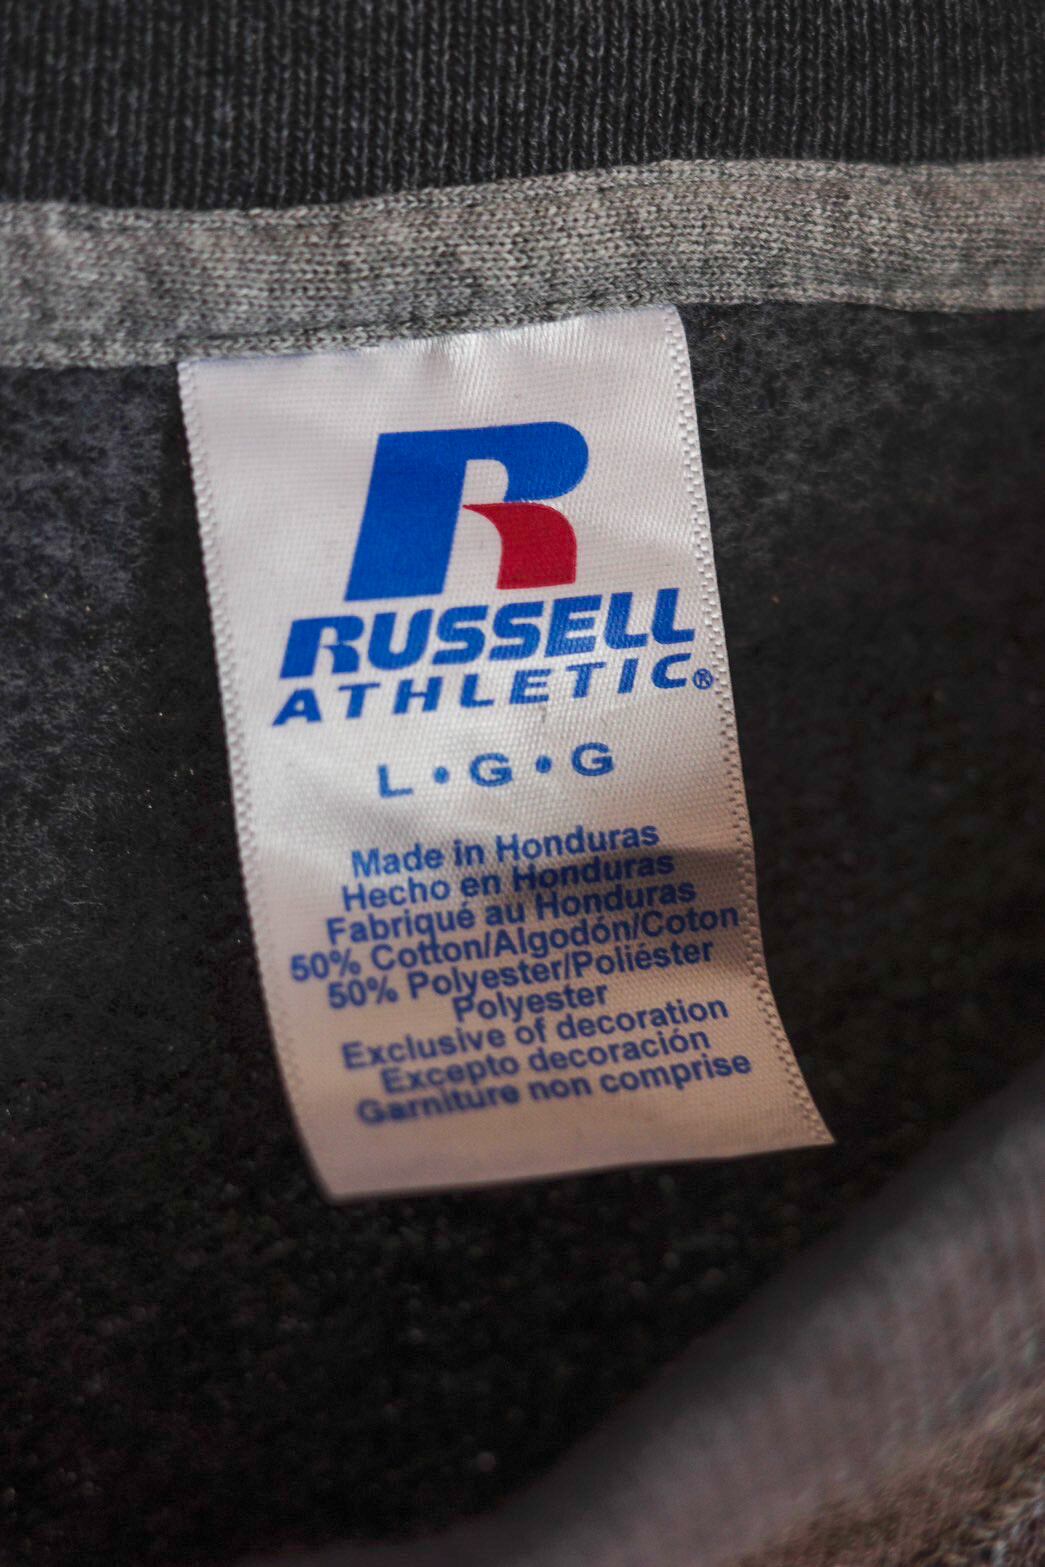 R
RUSSELL
ATHLETIC®
L•G•G
Made in Honduras
Hecho en Honduras
Fabriqué au Honduras
50% Cotton/Algodón/Coton
50% Polyester/Poliéster
Polyester
Exclusive of decoration
Excepto decoración
Garniture non comprise